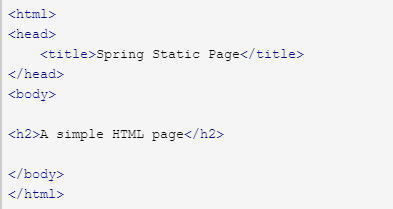 <html>
<head>
    <title>Spring Static Page</title>
</head>
<body>

<h2>A simple HTML page</h2>

</body>
</html>